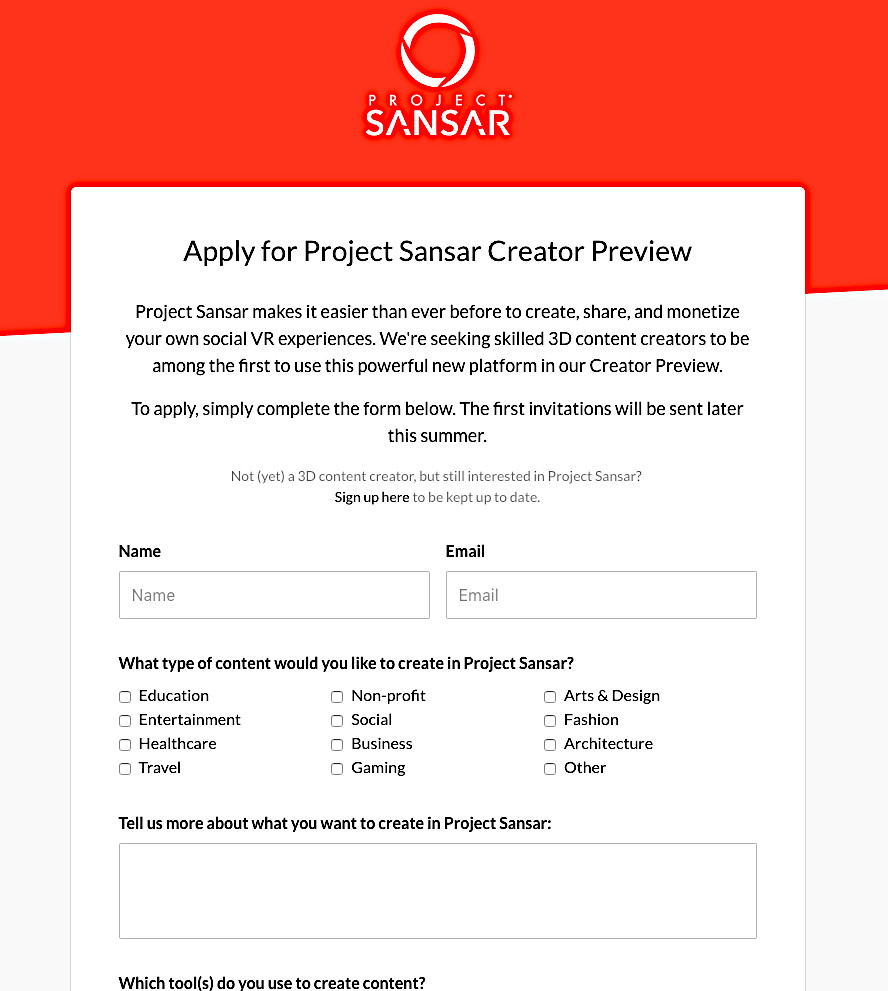 PROJECT
SANSAR
Apply for Project Sansar Creator Preview
Project Sansar makes it easier than ever before to create, share, and monetize
your own social VR experiences. We're seeking skilled 3D content creators to be
among the first to use this powerful new platform in our Creator Preview.
To apply, simply complete the form below. The first invitations will be sent later
this summer.
Not (yet) a 3D content creator, but still interested in Project Sansar?
Sign up here to be kept up to date.
Name Email
Name Email
What type of content would you like to create in Project Sansar?
Education Non-profit Arts & Design
Entertainment Social Fashion
Healthcare Business Architecture
Travel Gaming Other
Tell us more about what you want to create in Project Sansar:
Which tool(s) do you use to create content?